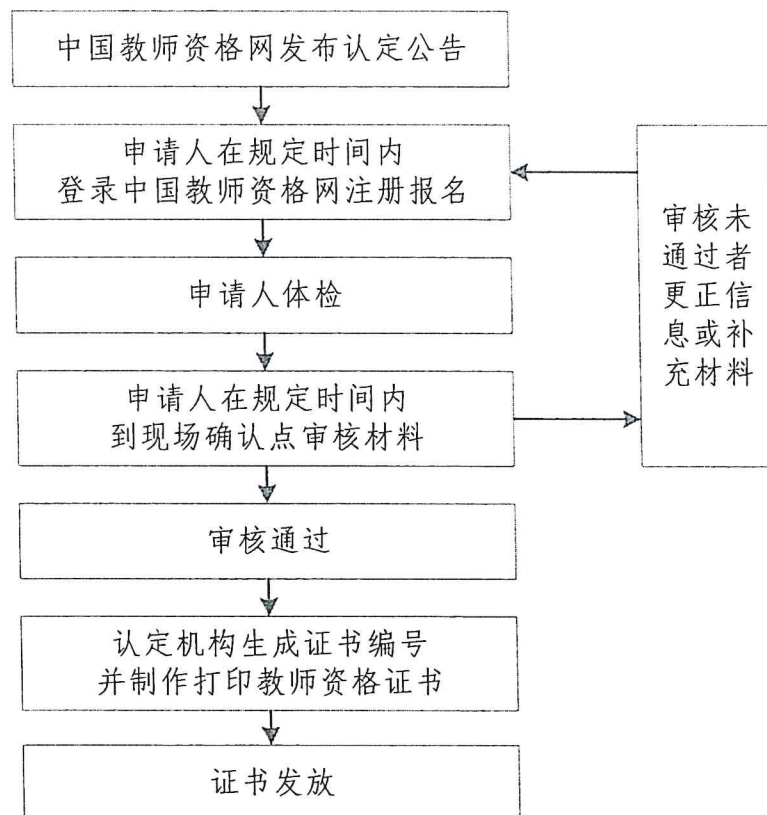 中国教师资格网发布认定公告
申请人在规定时间内
登录中国教师资格网注册报名
申请人体检
申请人在规定时间内
到现场确认点审核材料
审核未
通过者
更正信
息或补
充材料
审核通过
认定机构生成证书编号
并制作打印教师资格证书
证书发放